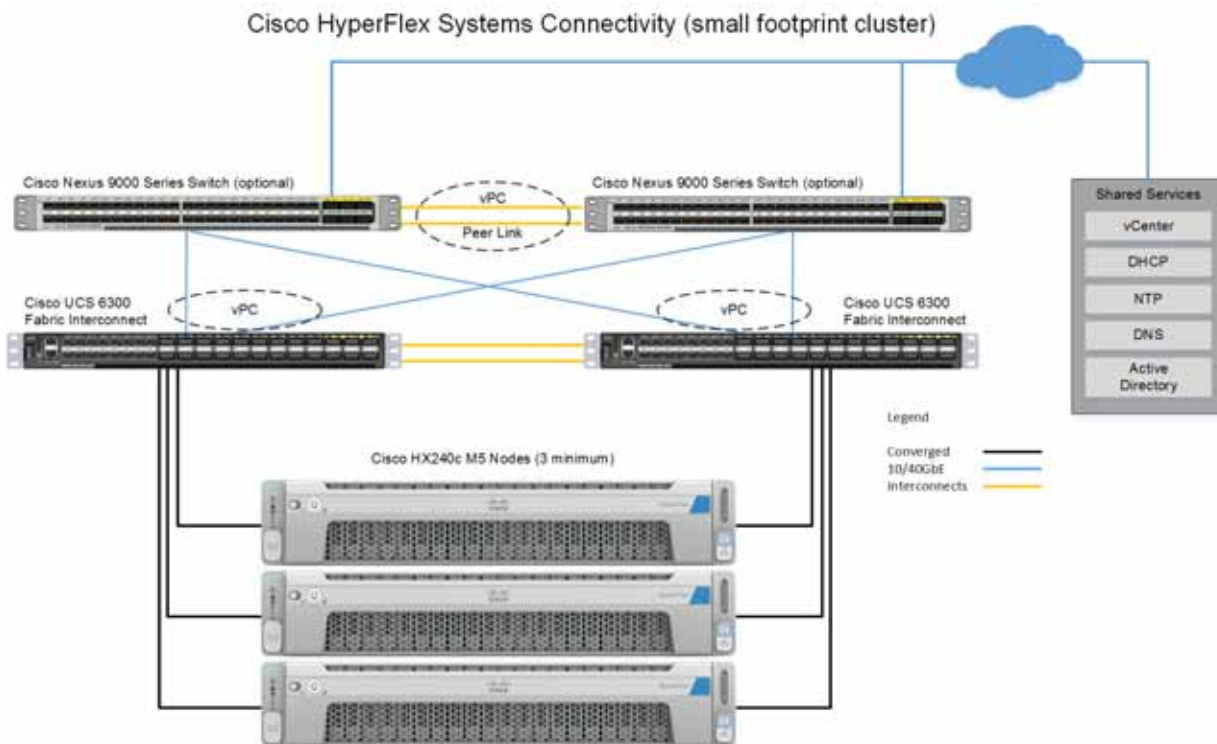 Cisco HyperFlex Systems Connectivity (small footprint cluster)
Cisco Nexus 9000 Series Switch (optional)
Cisco Nexus 9000 Series Switch (optional)
vPC
Peer Link
Shared Services
vCenter
DHCP
NTP
DNS
Active
Directory
Cisco UCS 6300
Fabric Interconnect
vPC
vPC
Cisco UCS 6300
Fabric Interconnect
Legend
Converged
10/40GbE
Interconnects
Cisco HX240c M5 Nodes (3 minimum)